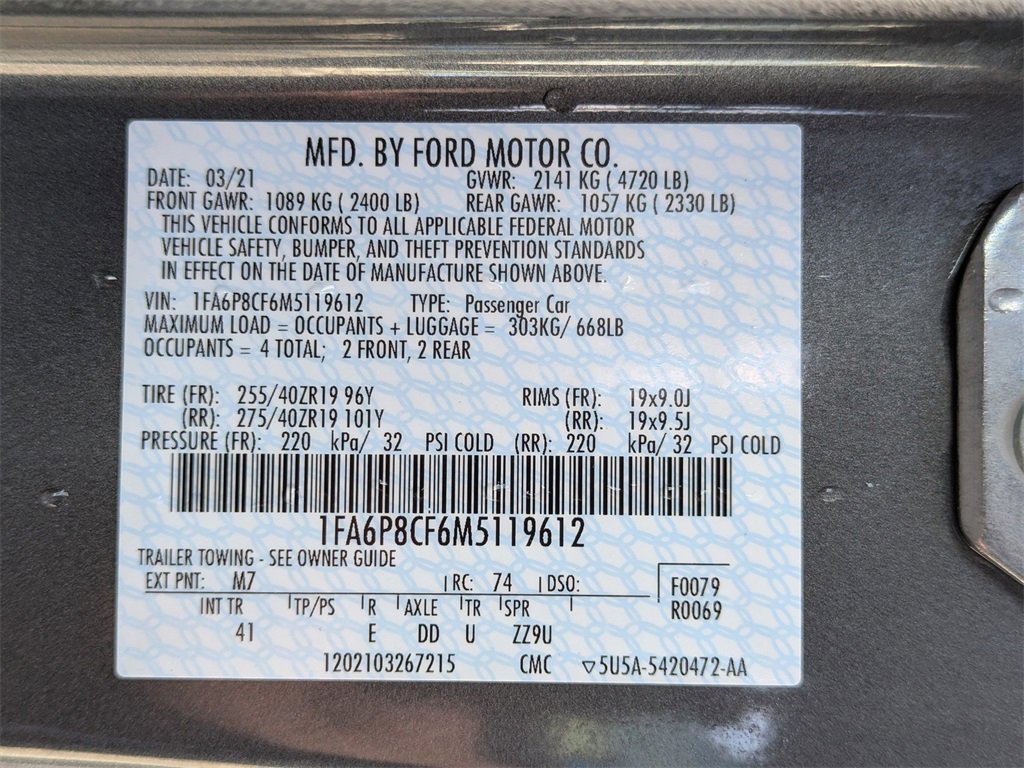 MFD. BY FORD MOTOR CO.
DATE: 03/21 GVWR: 2141 KG ( 4720 LB)
FRONT GAWR: 1089 KG ( 2400 LB) REAR GAWR: 1057 KG ( 2330 LB)
THIS VEHICLE CONFORMS TO ALL APPLICABLE FEDERAL MOTOR
VEHICLE SAFETY, BUMPER, AND THEFT PREVENTION STANDARDS
IN EFFECT ON THE DATE OF MANUFACTURE SHOWN ABOVE.
VIN: 1FA6P8CF6M5119612 TYPE: Passenger Car
MAXIMUM LOAD = OCCUPANTS + LUGGAGE = 303KG/ 668LB
OCCUPANTS = 4 TOTAL; 2 FRONT, 2 REAR
TIRE (FR): 255/40ZR19 96Y RIMS (FR): 19x9.0J
(RR): 275/40ZR19 101Y (RR): 19x9.5J
PRESSURE (FR): 220 kPa/ 32 PSI COLD (RR): 220 kPa/ 32 PSI COLD
1FA6P8CF6M5119612
TRAILER TOWING - SEE OWNER GUIDE
EXT PNT: M7 RC: 74 DSO: F0079
R0069
INT TR TP/PS R AXLE TR SPR
41 E DD U ZZ9U
1202103267215 CMC ▽5U5A-5420472-AA